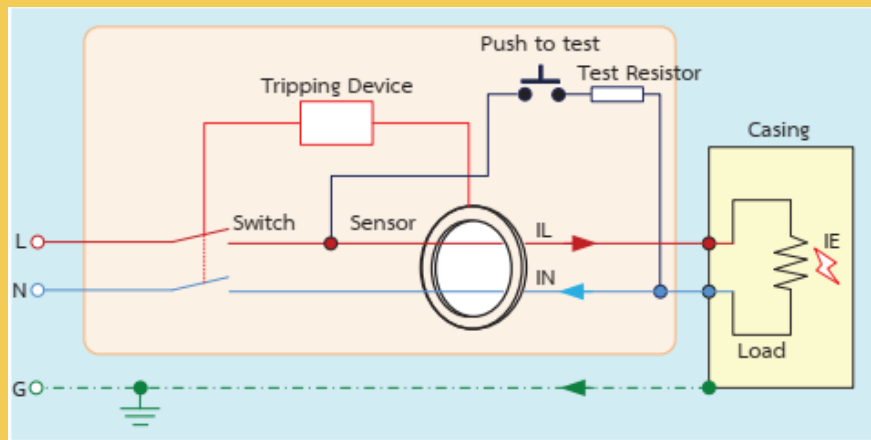 Push to test
Test Resistor
Tripping Device
Casing
Switch
Sensor
IL
IE
L
N
IN
Load
G